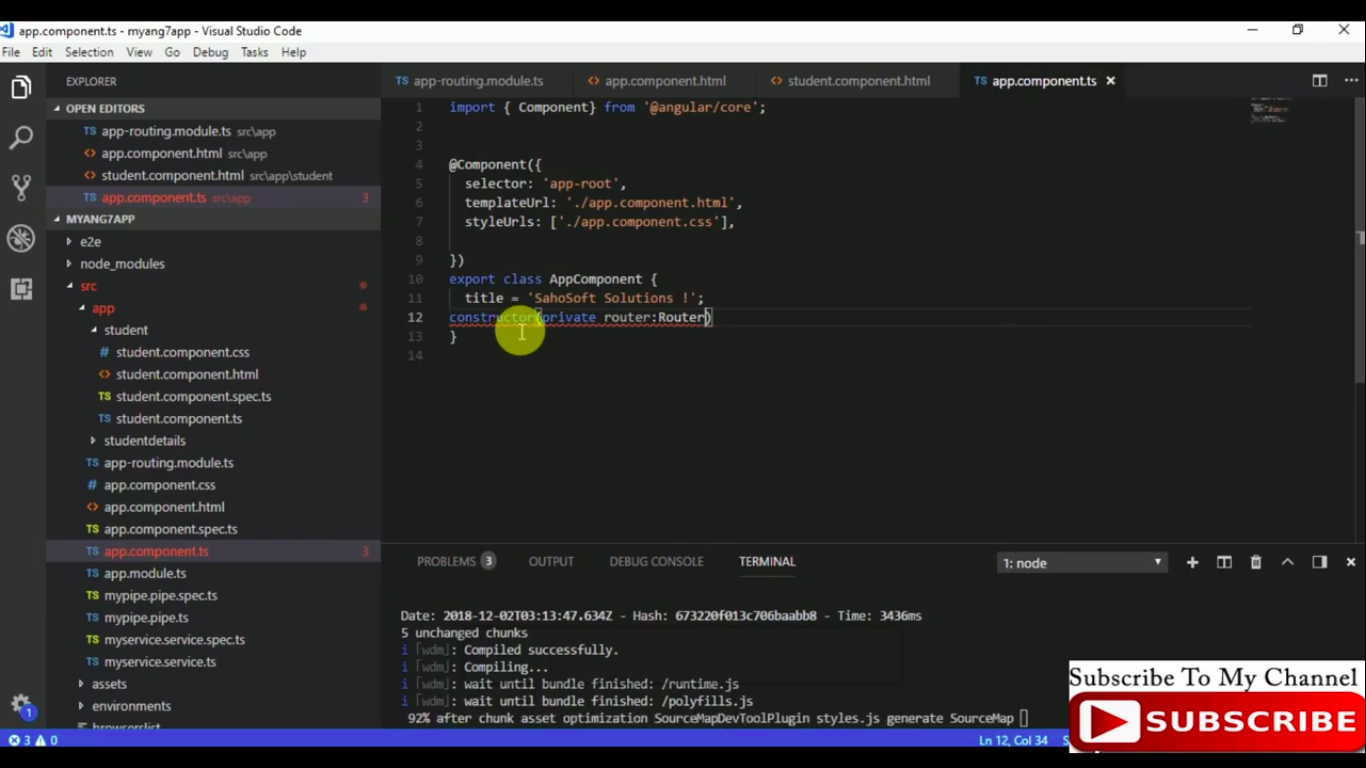 app.component.ts - myang7app - Visual Studio Code
File Edit Selection View Go Debug Tasks Help
EXPLORER
OPEN EDITORS
TS app-routing.module.ts src\app
<> app.component.html src\app
<> student.component.html src\app\student
TS app.component.ts src\app 3
MYANG7APP
e2e
node_modules
src
app
student
# student.component.css
<> student.component.html
TS student.component.spec.ts
TS student.component.ts
studentdetails
TS app-routing.module.ts
# app.component.css
<> app.component.html
TS app.component.spec.ts
TS app.component.ts 3
TS app.module.ts
TS mypipe.pipe.spec.ts
TS mypipe.pipe.ts
TS myservice.service.spec.ts
TS myservice.service.ts
assets
environments
browserslist
TS app-routing.module.ts <> app.component.html <> student.component.html TS app.component.ts
1 import { Component} from '@angular/core';
2
3
4 @Component({
5 selector: 'app-root',
6 templateUrl: './app.component.html',
7 styleUrls: ['./app.component.css'],
8
9 })
10 export class AppComponent {
11 title = 'SahoSoft Solutions !';
12 constructor(private router:Router)
13 }
14
PROBLEMS 3 OUTPUT DEBUG CONSOLE TERMINAL 1: node
Date: 2018-12-02T03:13:47.634Z - Hash: 673220f013c706baabb8 - Time: 3436ms
5 unchanged chunks
i ｢wdm｣: Compiled successfully.
i ｢wdm｣: Compiling...
i ｢wdm｣: wait until bundle finished: /runtime.js
i ｢wdm｣: wait until bundle finished: /polyfills.js
92% after chunk asset optimization SourceMapDevToolPlugin styles.js generate SourceMap
1
3 0 Ln 12, Col 34
Subscribe To My Channel
SUBSCRIBE